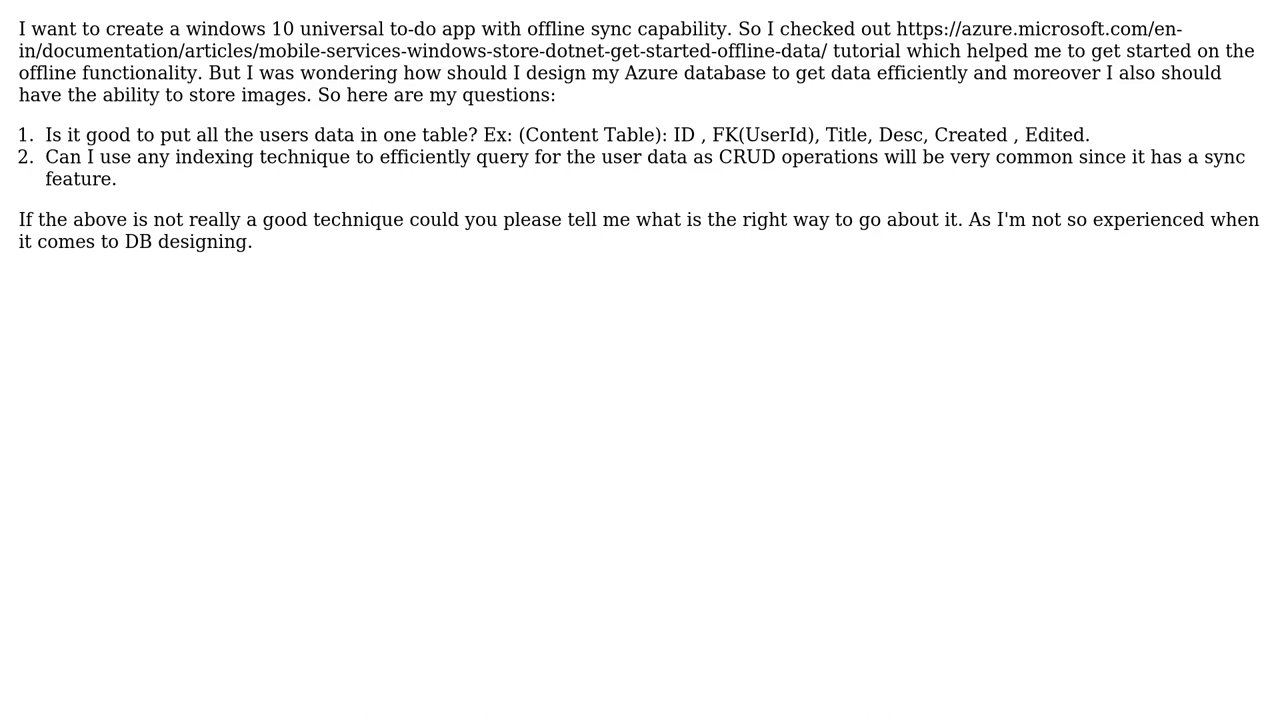 I want to create a windows 10 universal to-do app with offline sync capability. So I checked out https://azure.microsoft.com/en-
in/documentation/articles/mobile-services-windows-store-dotnet-get-started-offline-data/ tutorial which helped me to get started on the
offline functionality. But I was wondering how should I design my Azure database to get data efficiently and moreover I also should
have the ability to store images. So here are my questions:
1. Is it good to put all the users data in one table? Ex: (Content Table): ID , FK(UserId), Title, Desc, Created , Edited.
2. Can I use any indexing technique to efficiently query for the user data as CRUD operations will be very common since it has a sync
feature.
If the above is not really a good technique could you please tell me what is the right way to go about it. As I'm not so experienced when
it comes to DB designing.